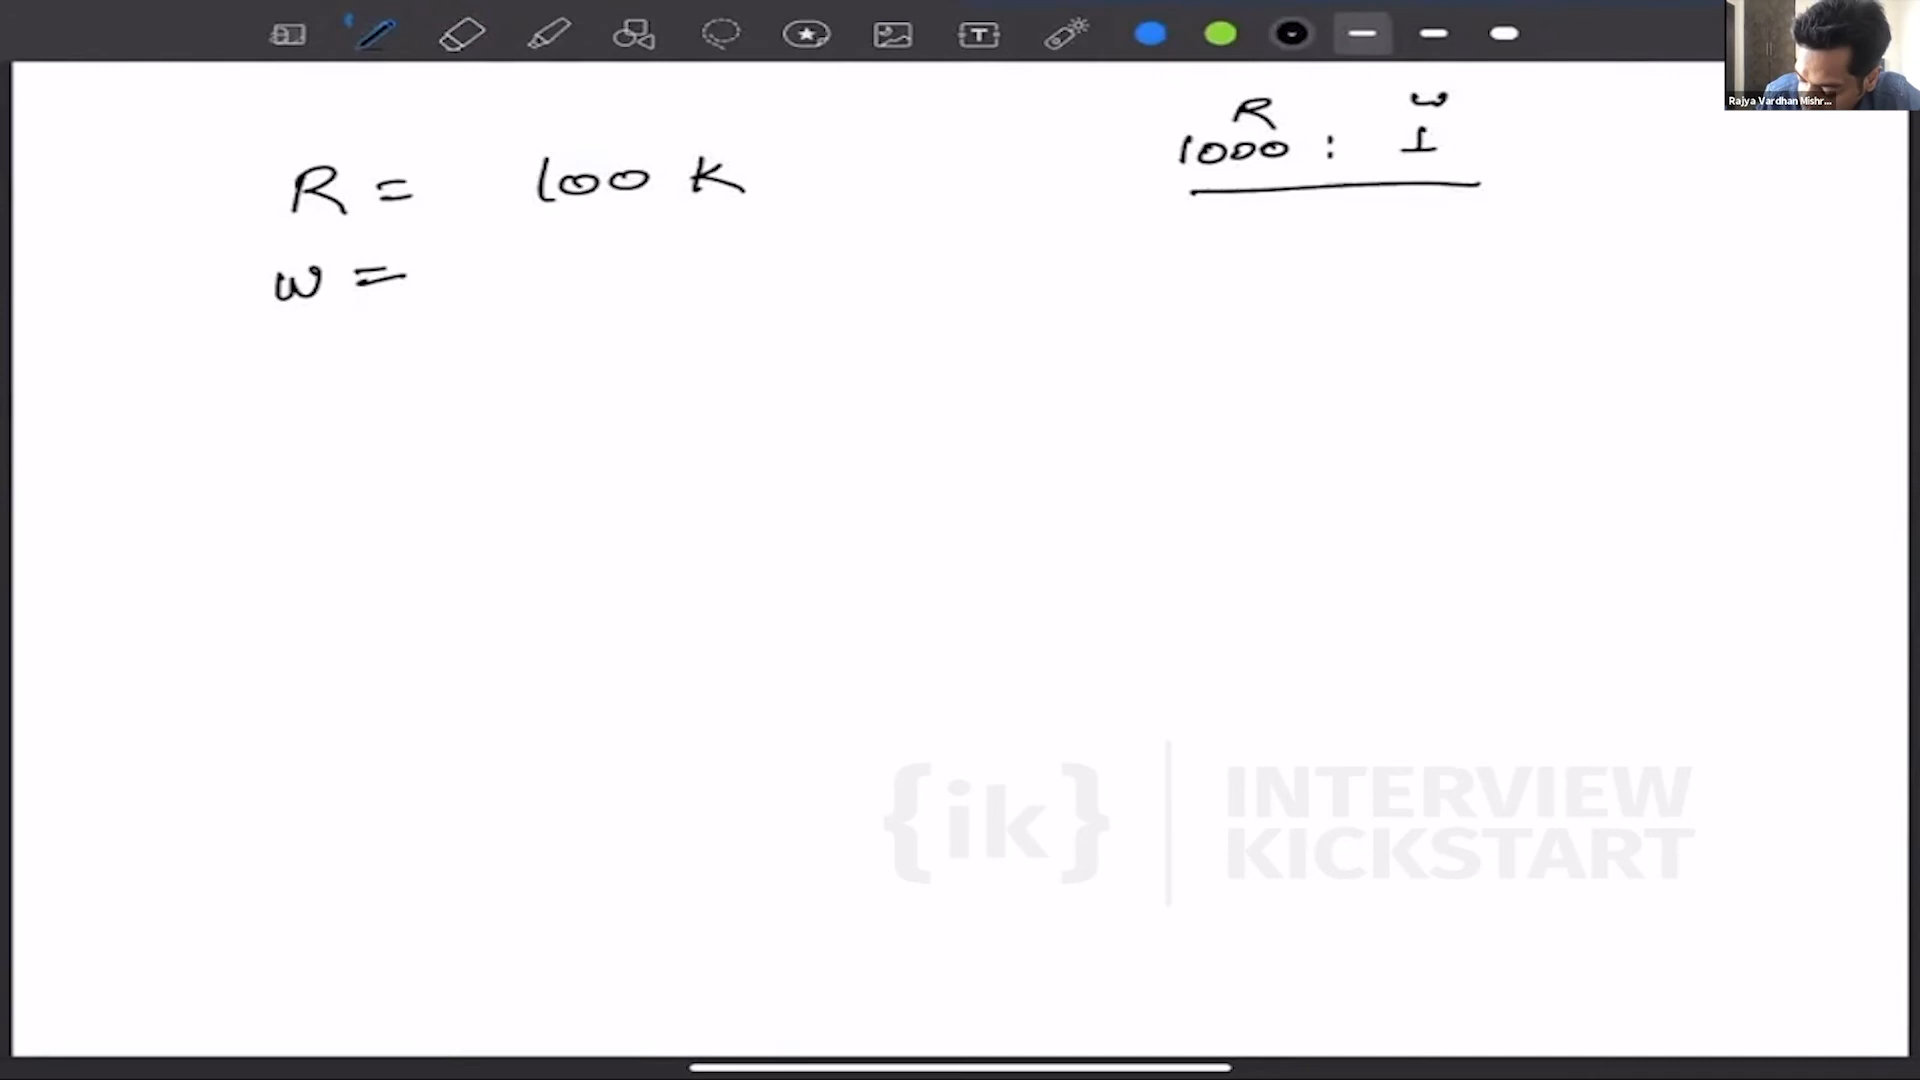 R W
1000 : 1
R = 100 K
W =
Rajya Vardhan Mishr...
{ik} INTERVIEW
KICKSTART
T